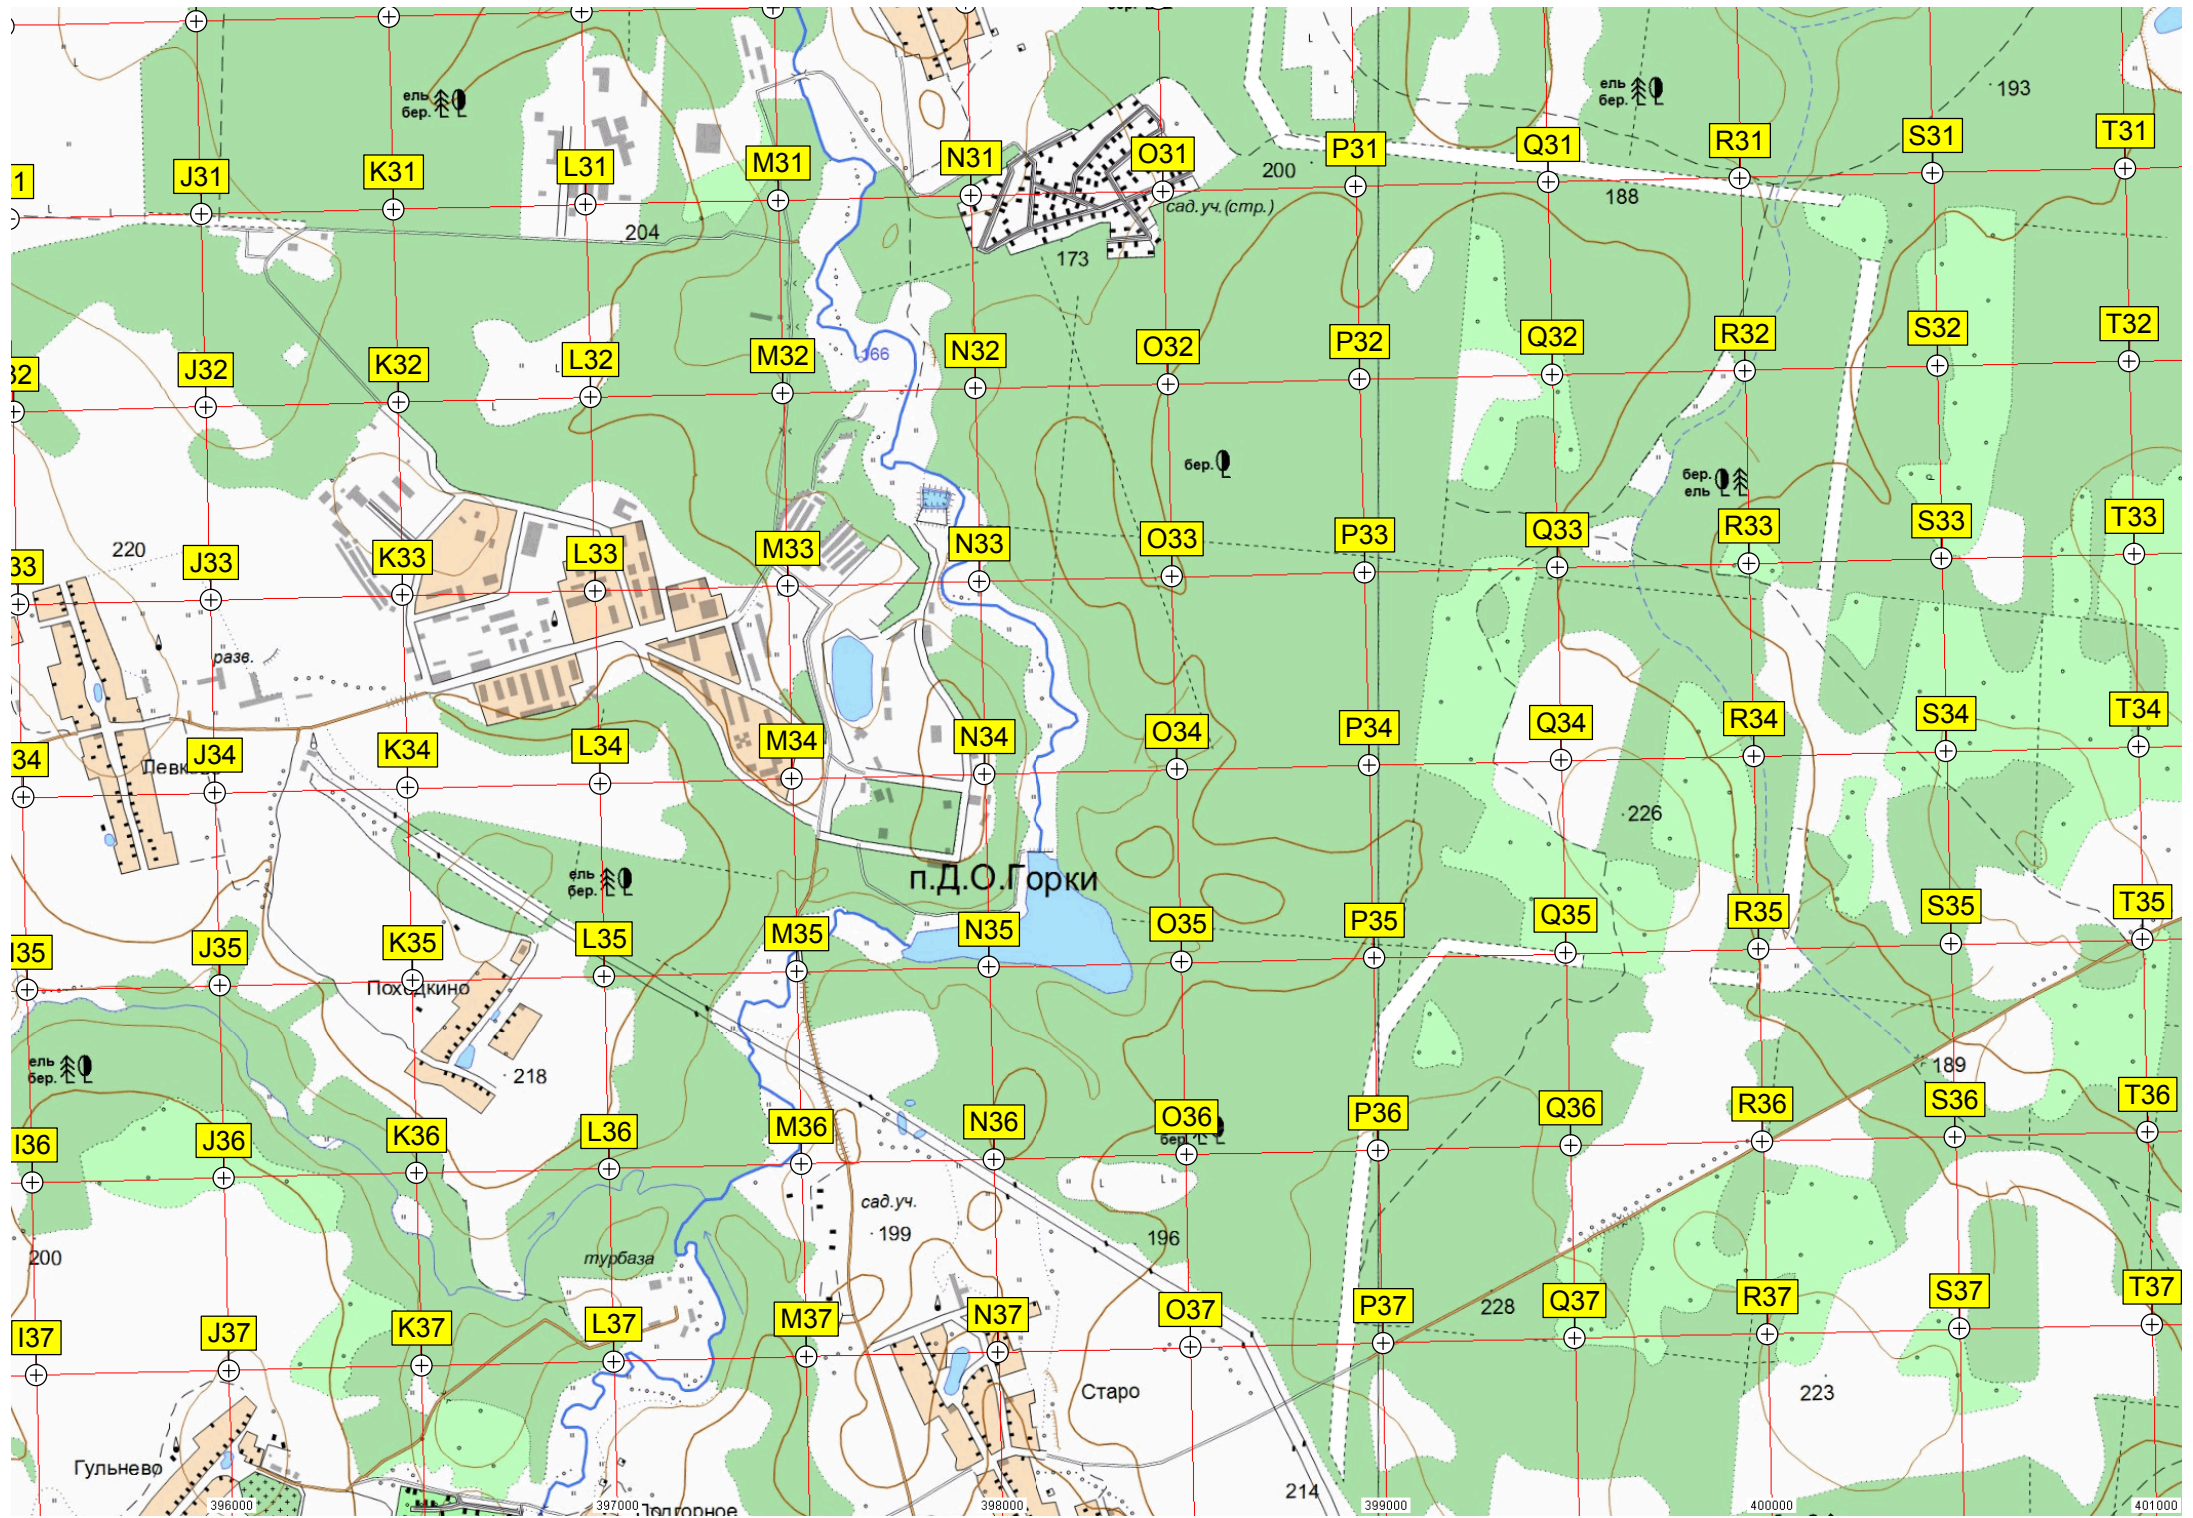 бер.
ель
бер.
ель
бер.
193
1
J31
K31
L31
M31
N31
O31
P31
Q31
R31
S31
T31
200
188
сад.уч.(стр.)
204
173
166
32
J32
K32
L32
M32
N32
O32
P32
Q32
R32
S32
T32
бер.
бер.
ель
220
33
J33
K33
L33
M33
N33
O33
P33
Q33
R33
S33
T33
разв.
34
J34
K34
L34
M34
N34
O34
P34
Q34
R34
S34
T34
226
ель
бер.
п.Д.О.Горки
I35
J35
K35
L35
M35
N35
O35
P35
Q35
R35
S35
T35
Походкино
ель
бер.
218
189
I36
J36
K36
L36
M36
N36
O36
P36
Q36
R36
S36
T36
бер.
сад.уч.
199
196
200
турбаза
228
I37
J37
K37
L37
M37
N37
O37
P37
Q37
R37
S37
T37
Старо
223
Гульнево
214
396000
397000
398000
399000
400000
401000
Подгорное